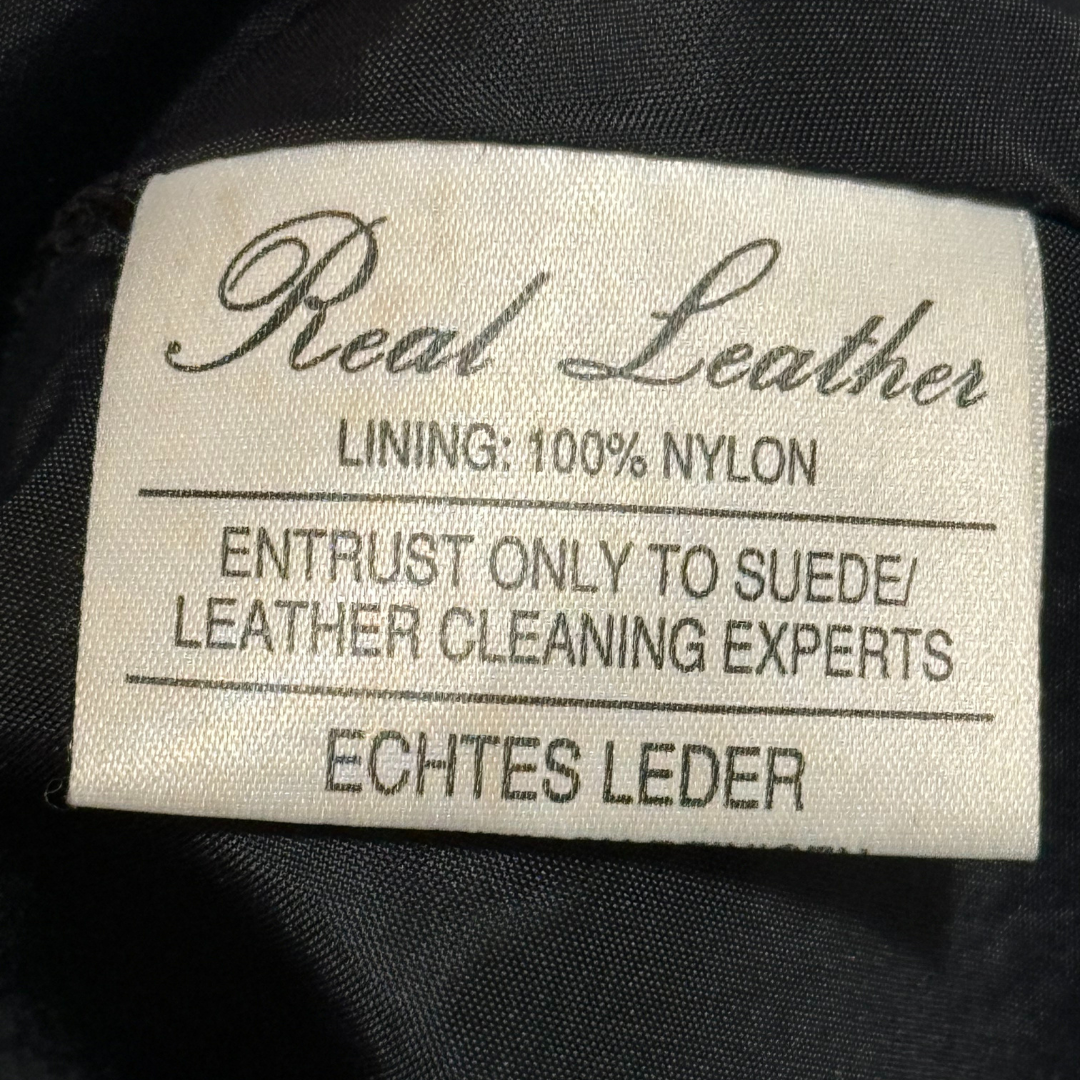 Real Leather
LINING: 100% NYLON
ENTRUST ONLY TO SUEDE/
LEATHER CLEANING EXPERTS
ECHTES LEDER